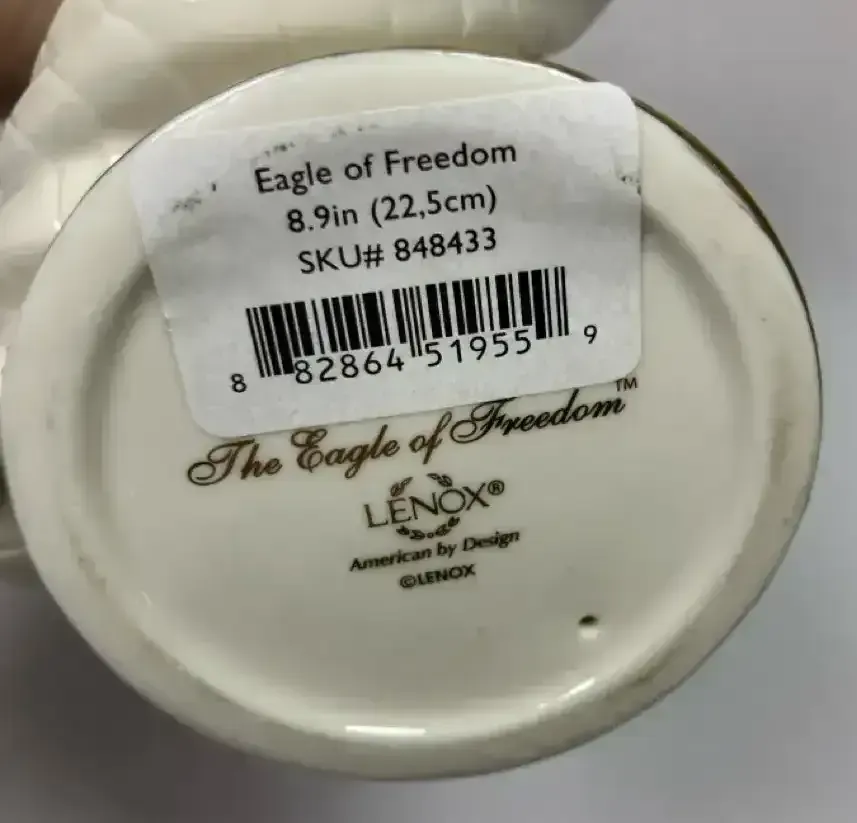 Eagle of Freedom
8.9in (22,5cm)
SKU# 848433
8 82864 51955 9
The Eagle of Freedom™
LENOX®
American by Design
©LENOX